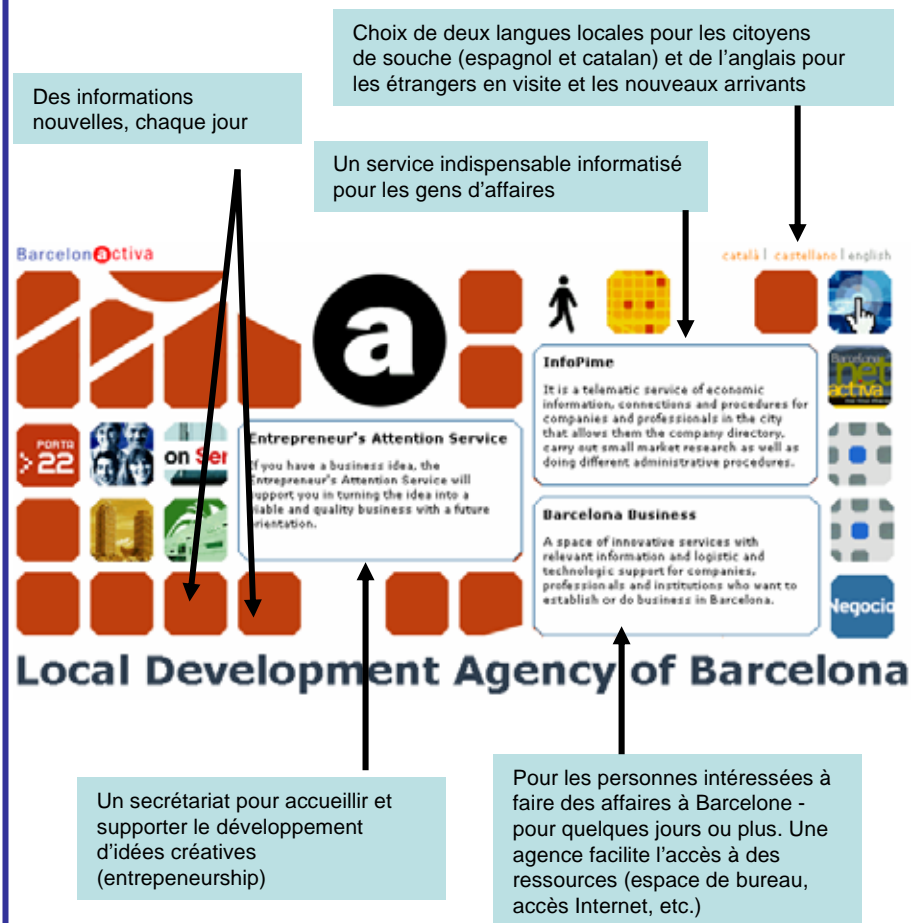 Choix de deux langues locales pour les citoyens
de souche (espagnol et catalan) et de l'anglais pour
les étrangers en visite et les nouveaux arrivants
Des informations
nouvelles, chaque jour
Un service indispensable informatisé
pour les gens d'affaires
Barcelonactiva
català | castellano | english
a
InfoPime
It is a telematic service of economic
information, connections and procedures for
companies and professionals in the city
that allows them the company directory,
carry out small market research as well as
doing different administrative procedures.
Barcelona
net
activa
PORTA
> 22
on Ser
Entrepreneur's Attention Service
If you have a business idea, the
Entrepreneur's Attention Service will
support you in turning the idea into a
viable and quality business with a future
orientation.
Barcelona Business
A space of innovative services with
relevant information and logistic and
technologic support for companies,
professionals and institutions who want to
establish or do business in Barcelona.
Negocio
Local Development Agency of Barcelona
Un secrétariat pour accueillir et
supporter le développement
d'idées créatives
(entrepeneurship)
Pour les personnes intéressées à
faire des affaires à Barcelone -
pour quelques jours ou plus. Une
agence facilite l'accès à des
ressources (espace de bureau,
accès Internet, etc.)